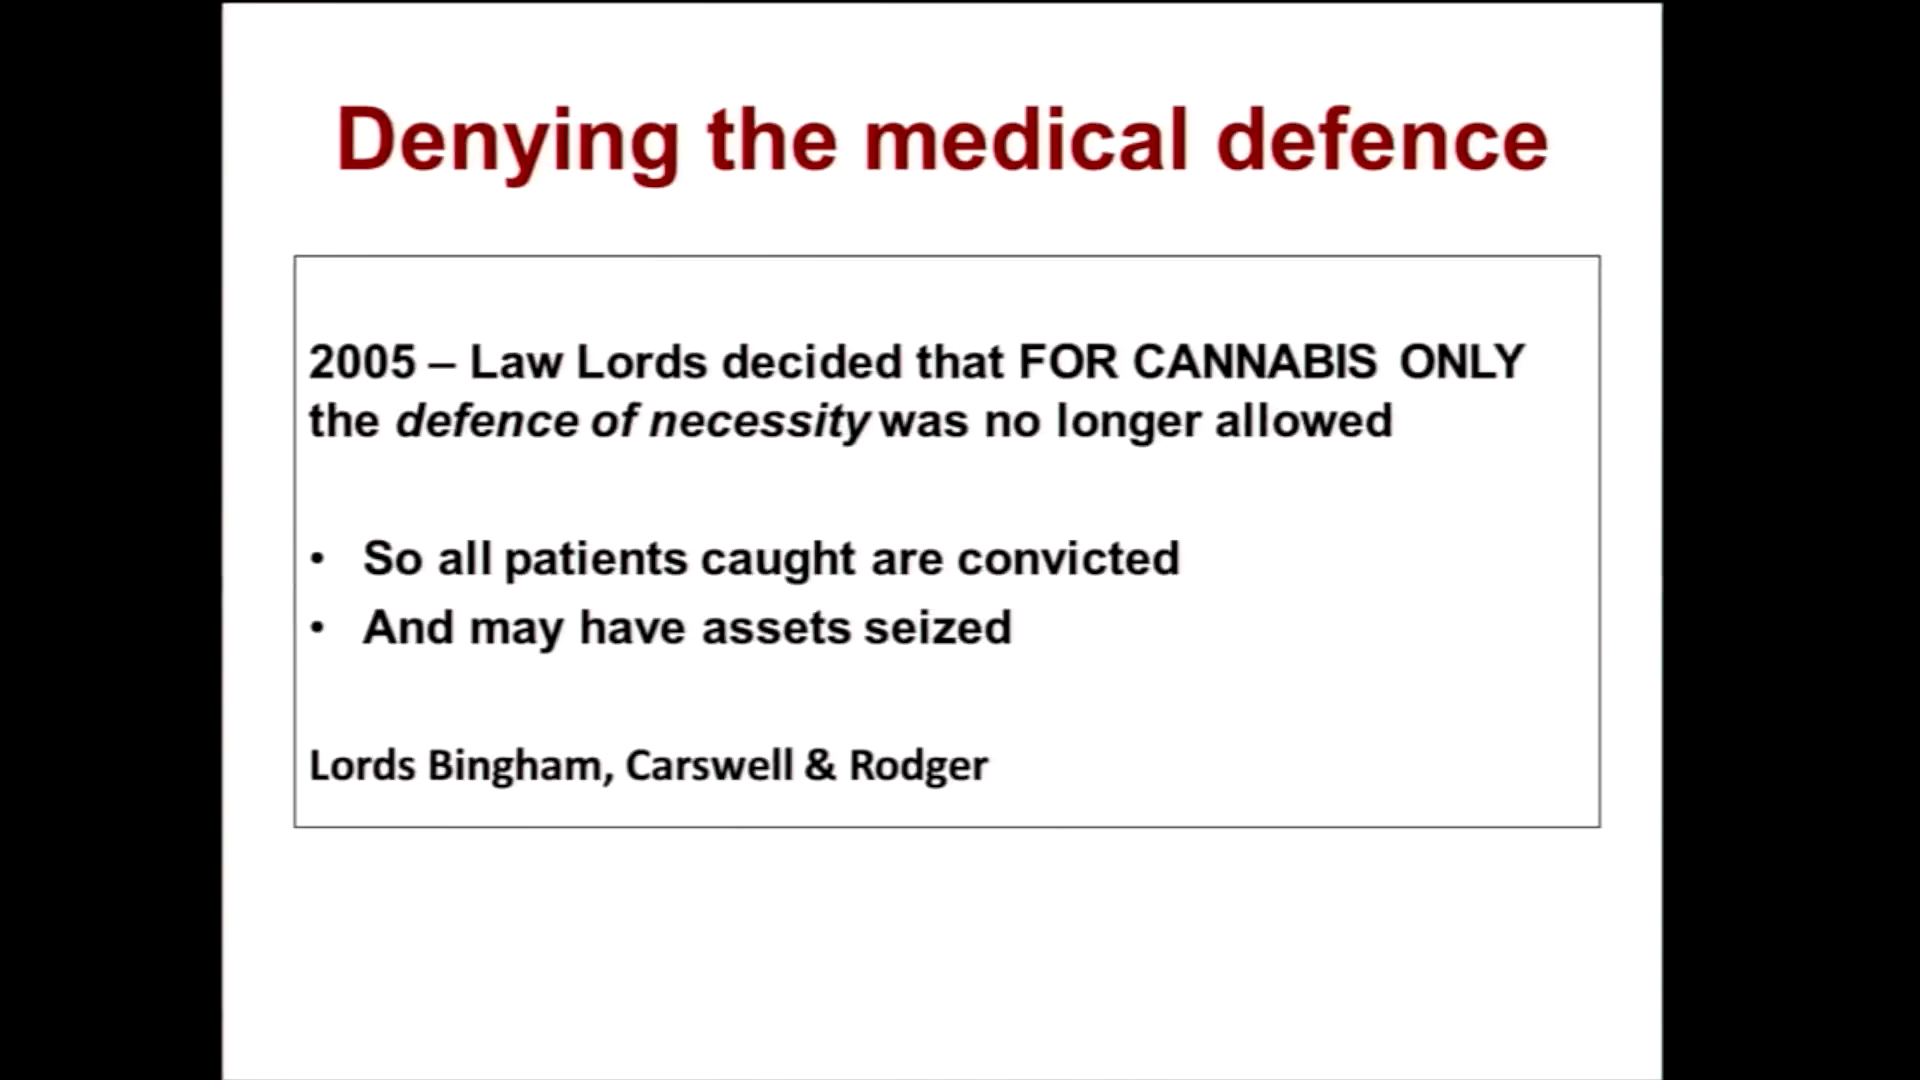 Denying the medical defence
2005 – Law Lords decided that FOR CANNABIS ONLY
the defence of necessity was no longer allowed
• So all patients caught are convicted
• And may have assets seized
Lords Bingham, Carswell & Rodger